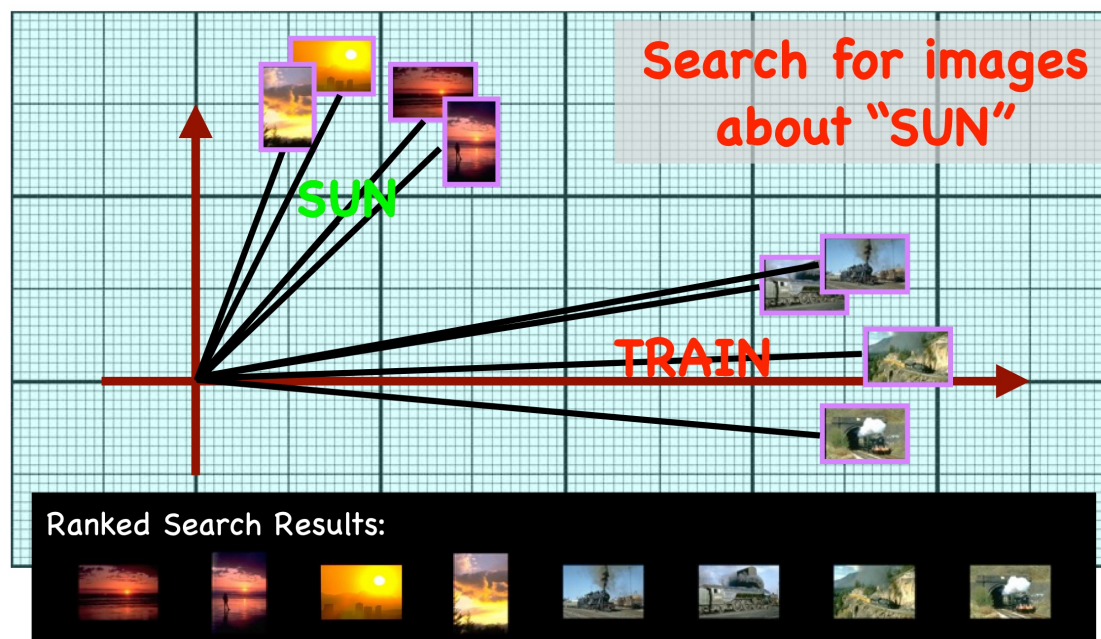 Search for images
about “SUN”
SUN
TRAIN
Ranked Search Results: